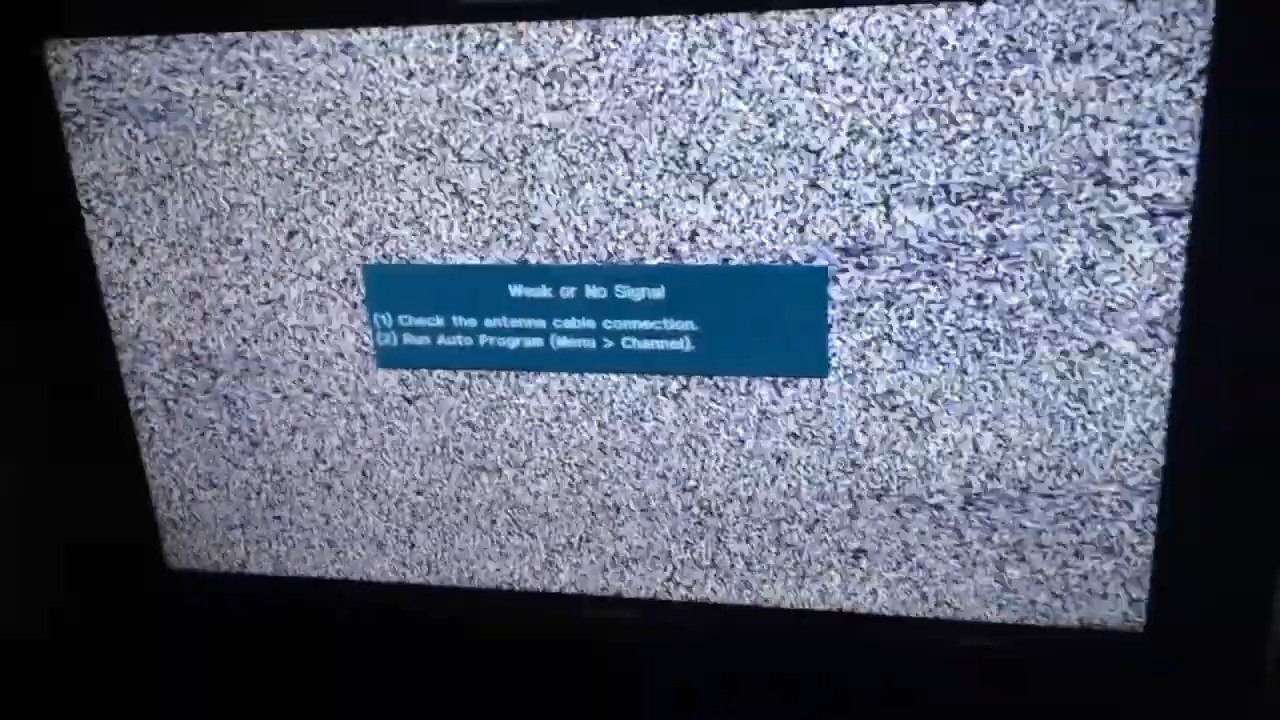 Weak or No Signal
(1) Check the antenna cable connection.
(2) Run Auto Program (Menu > Channel).